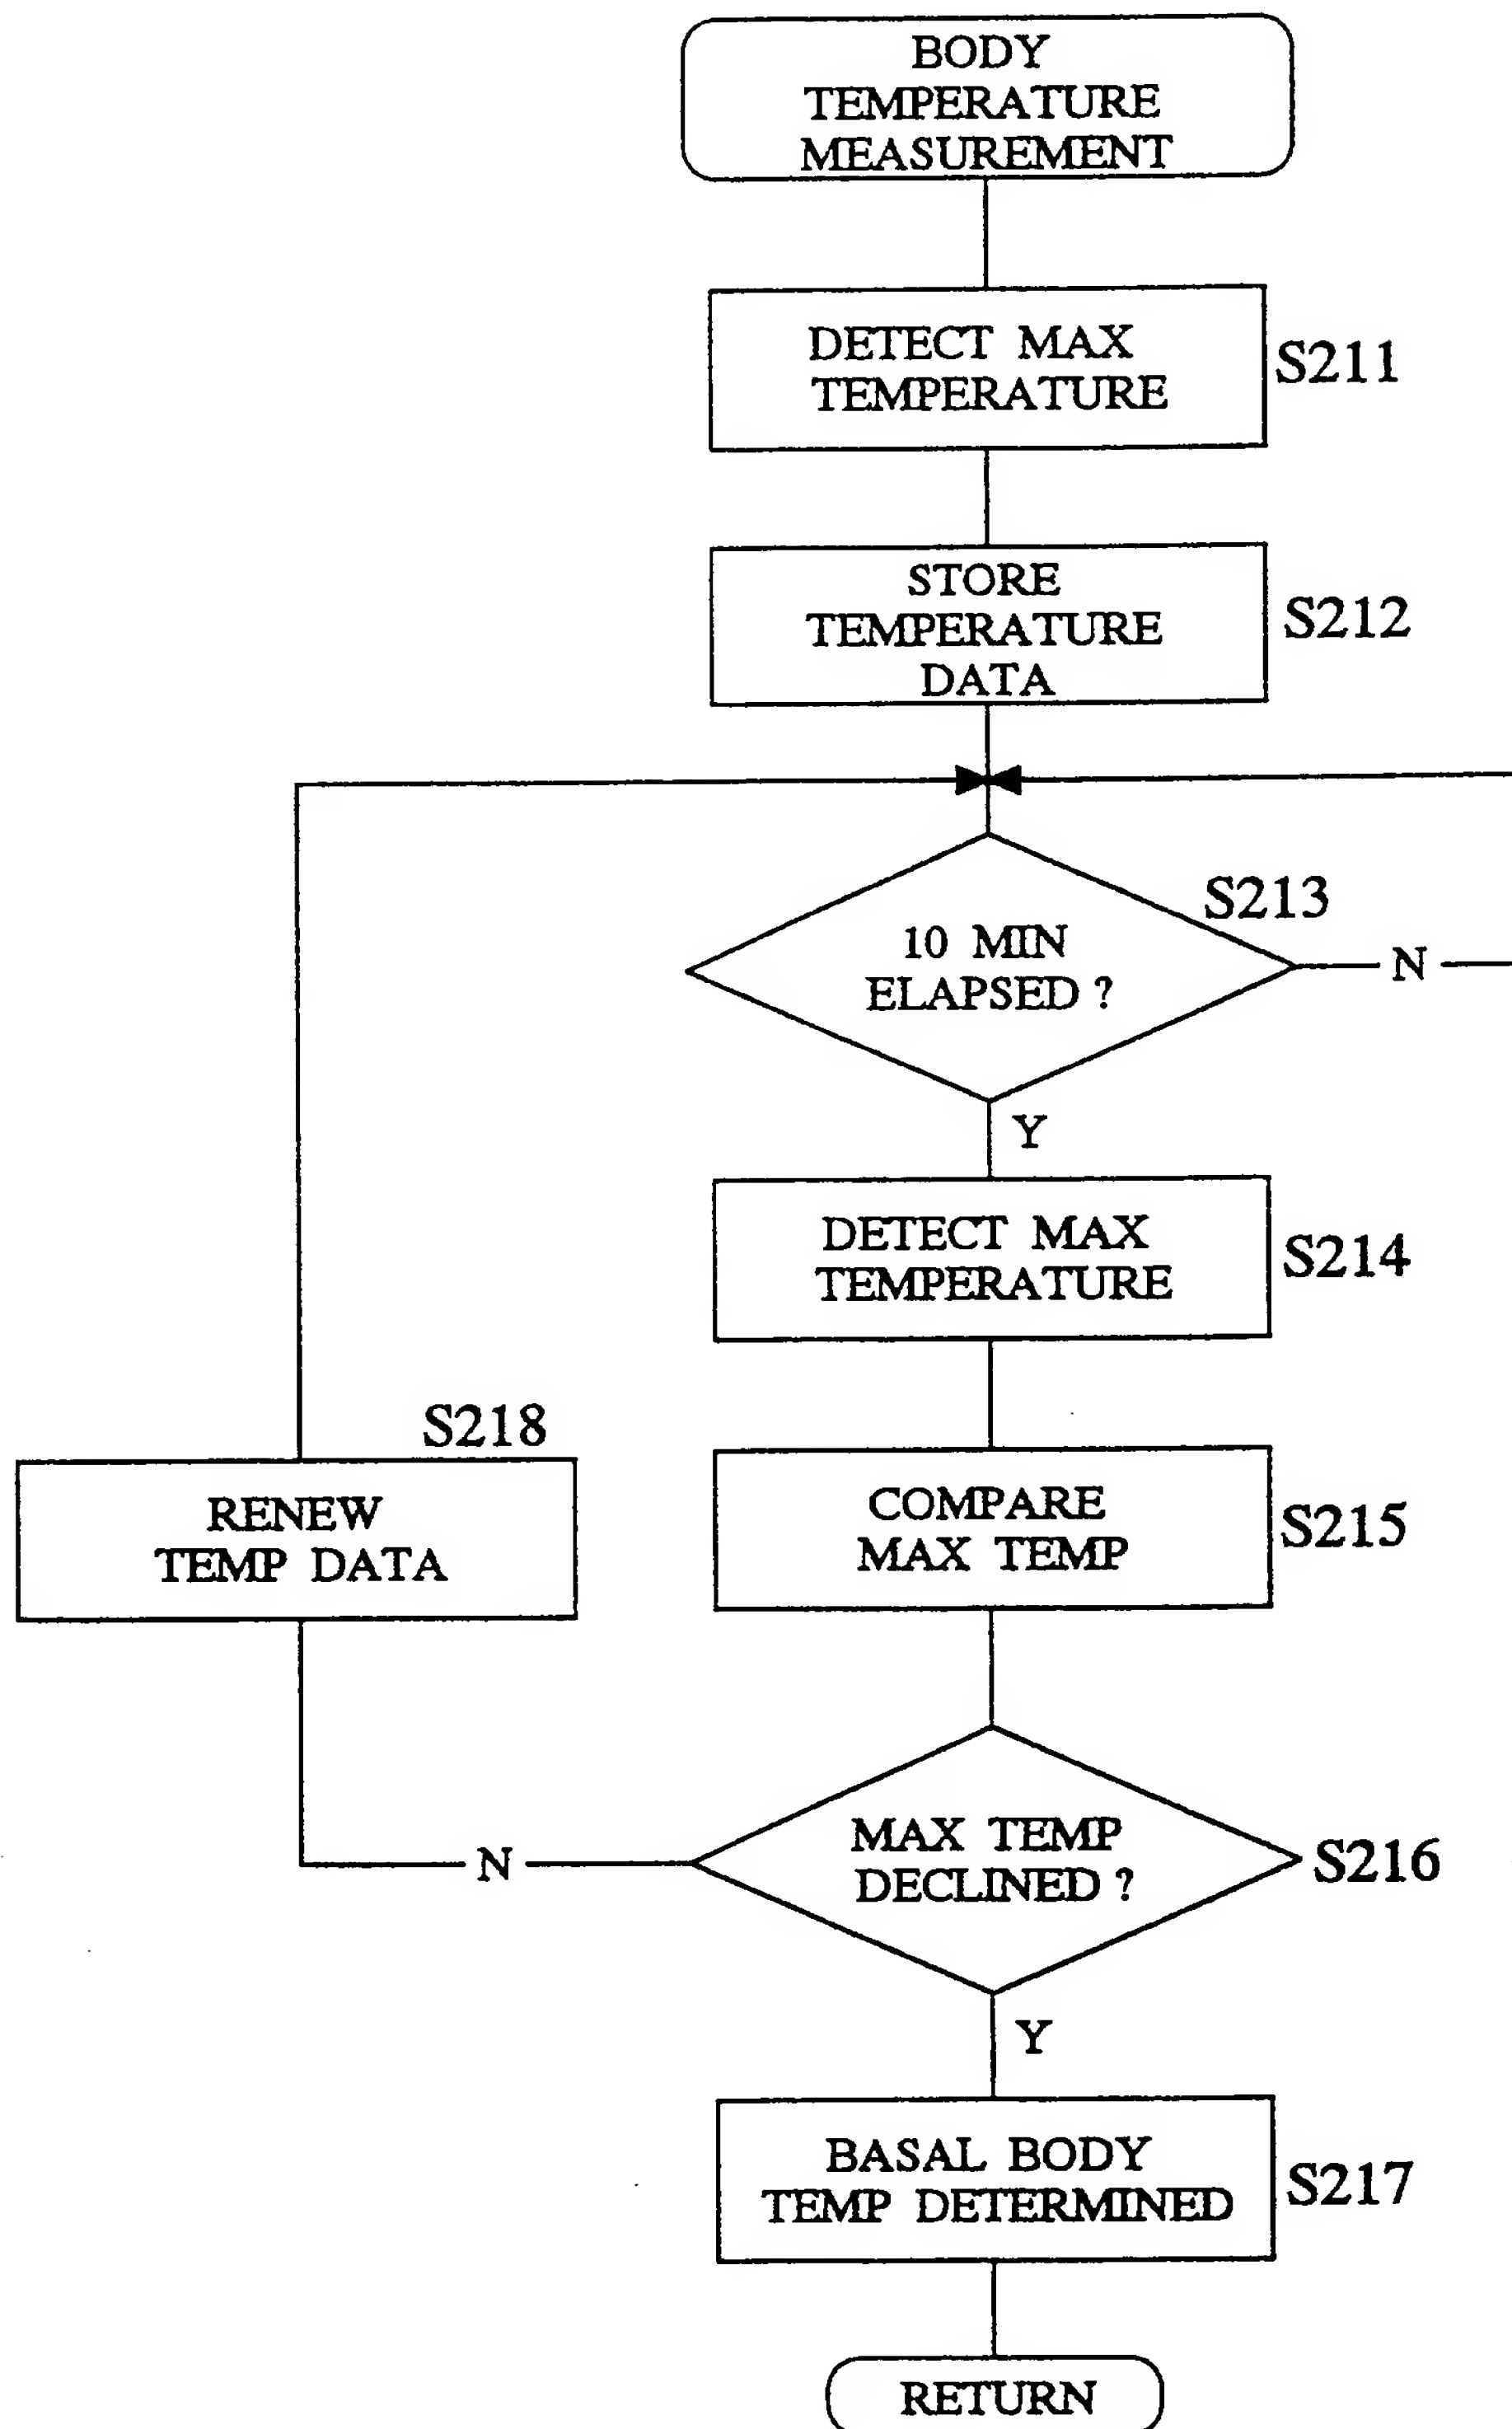 BODY
TEMPERATURE
MEASUREMENT
DETECT MAX
TEMPERATURE
S211
STORE
TEMPERATURE
DATA
S212
S213
10 MIN
ELAPSED ?
N
Y
DETECT MAX
TEMPERATURE
S214
S218
RENEW
TEMP DATA
COMPARE
MAX TEMP
S215
MAX TEMP
DECLINED ?
S216
N
Y
BASAL BODY
TEMP DETERMINED
S217
RETURN